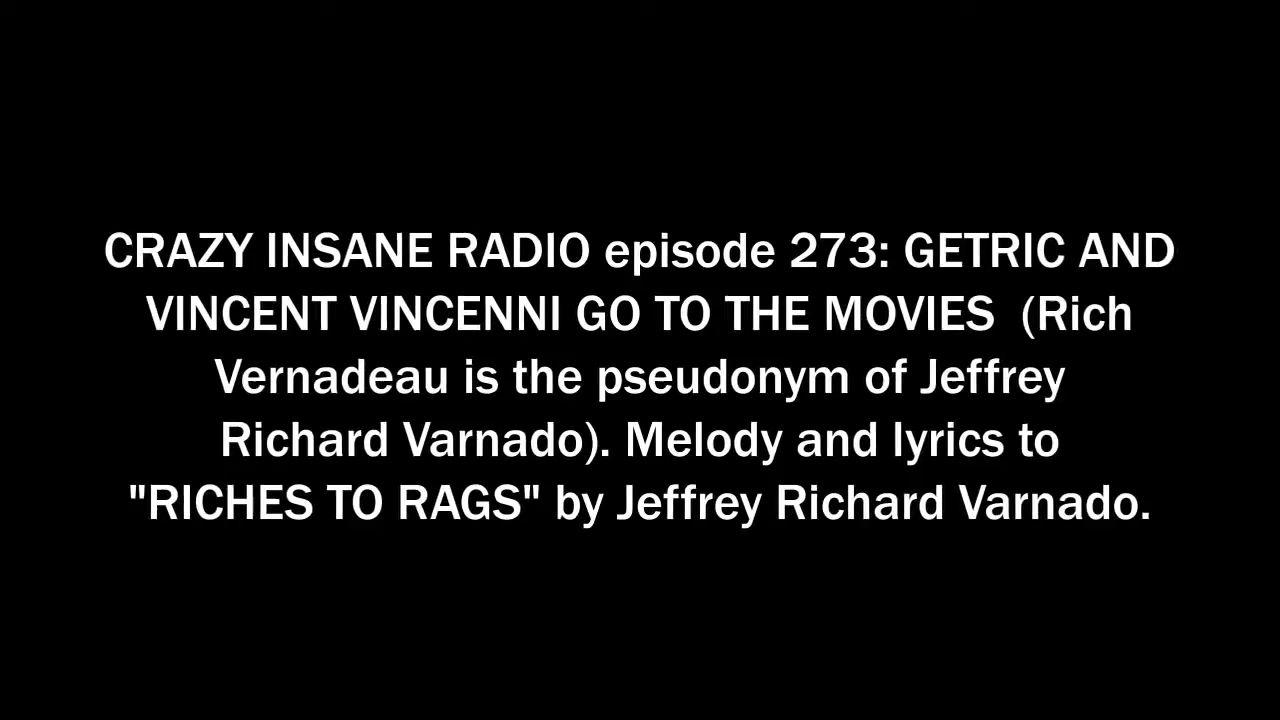 CRAZY INSANE RADIO episode 273: GETRIC AND
VINCENT VINCENNI GO TO THE MOVIES  (Rich
Vernadeau is the pseudonym of Jeffrey
Richard Varnado). Melody and lyrics to
"RICHES TO RAGS" by Jeffrey Richard Varnado.